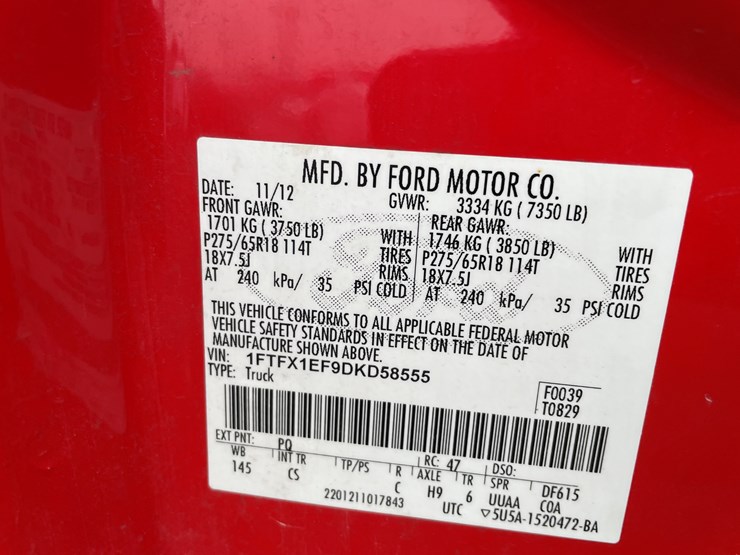 MFD. BY FORD MOTOR CO.
DATE: 11/12 GVWR: 3334 KG ( 7350 LB)
FRONT GAWR: REAR GAWR:
1701 KG ( 3750 LB) WITH 1746 KG ( 3850 LB) WITH
P275/65R18 114T TIRES P275/65R18 114T TIRES
18X7.5J RIMS 18X7.5J RIMS
AT 240 kPa/ 35 PSI COLD AT 240 kPa/ 35 PSI COLD
Ford
THIS VEHICLE CONFORMS TO ALL APPLICABLE FEDERAL MOTOR
VEHICLE SAFETY STANDARDS IN EFFECT ON THE DATE OF
MANUFACTURE SHOWN ABOVE.
VIN: 1FTFX1EF9DKD58555
TYPE: Truck
F0039
T0829
EXT PNT: PQ RC: 47 DSO:
WB INT TR TP/PS R AXLE TR SPR DF615
145 CS C H9 6 UUAA COA
2201211017843 UTC ▽5U5A-1520472-BA